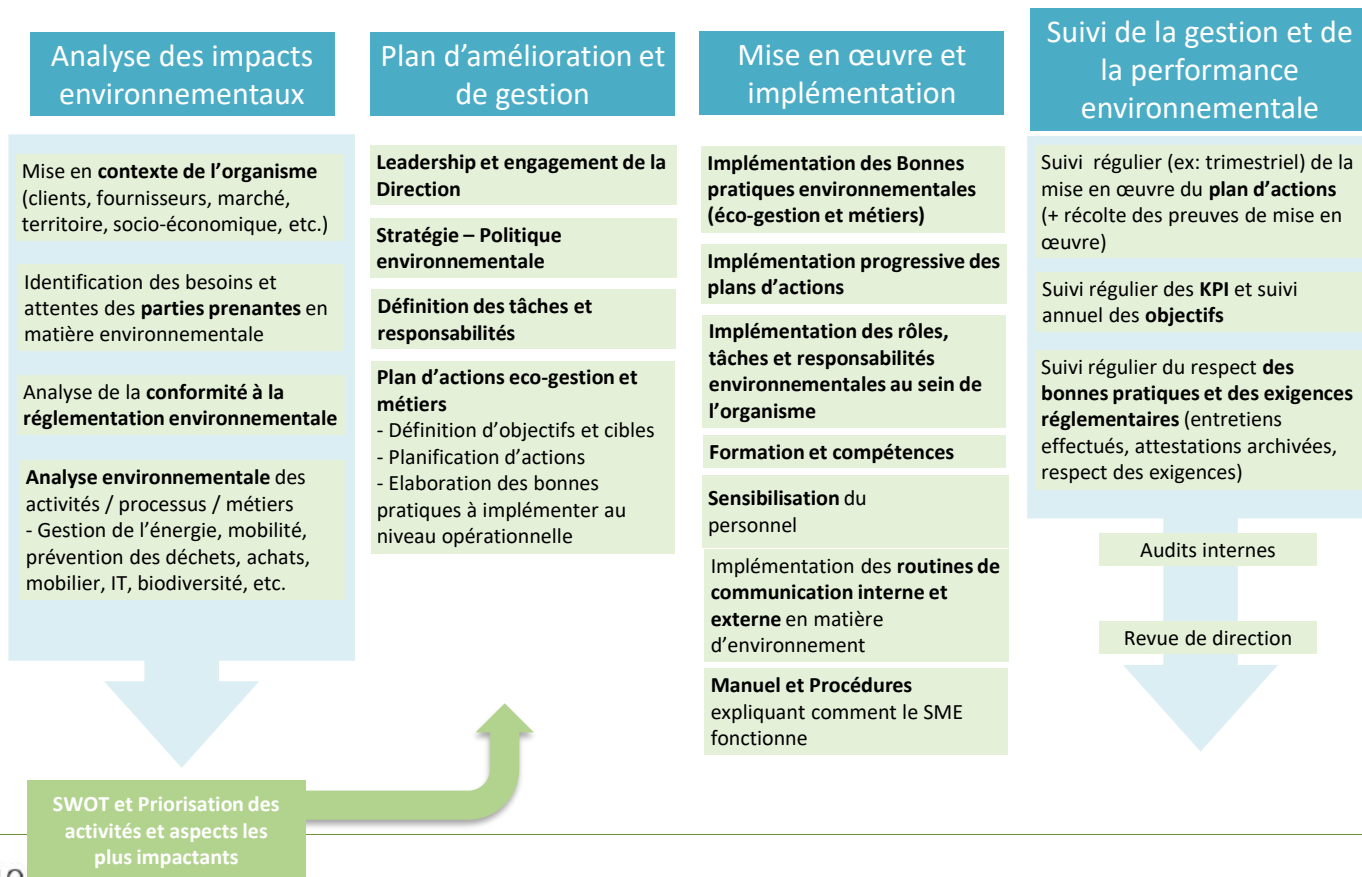 Analyse des impacts
environnementaux
Mise en contexte de l'organisme
(clients, fournisseurs, marché,
territoire, socio-économique, etc.)
Identification des besoins et
attentes des parties prenantes en
matière environnementale
Analyse de la conformité à la
réglementation environnementale
Analyse environnementale des
activités / processus / métiers
- Gestion de l'énergie, mobilité,
prévention des déchets, achats,
mobilier, IT, biodiversité, etc.
SWOT et Priorisation des
activités et aspects les
plus impactants
Plan d'amélioration et
de gestion
Leadership et engagement de la
Direction
Stratégie – Politique
environnementale
Définition des tâches et
responsabilités
Plan d'actions eco-gestion et
métiers
- Définition d'objectifs et cibles
- Planification d'actions
- Elaboration des bonnes
pratiques à implémenter au
niveau opérationnelle
Mise en œuvre et
implémentation
Implémentation des Bonnes
pratiques environnementales
(éco-gestion et métiers)
Implémentation progressive des
plans d'actions
Implémentation des rôles,
tâches et responsabilités
environnementales au sein de
l'organisme
Formation et compétences
Sensibilisation du
personnel
Implémentation des routines de
communication interne et
externe en matière
d'environnement
Manuel et Procédures
expliquant comment le SME
fonctionne
Suivi de la gestion et de
la performance
environnementale
Suivi régulier (ex: trimestriel) de la
mise en œuvre du plan d'actions
(+ récolte des preuves de mise en
œuvre)
Suivi régulier des KPI et suivi
annuel des objectifs
Suivi régulier du respect des
bonnes pratiques et des exigences
réglementaires (entretiens
effectués, attestations archivées,
respect des exigences)
Audits internes
Revue de direction